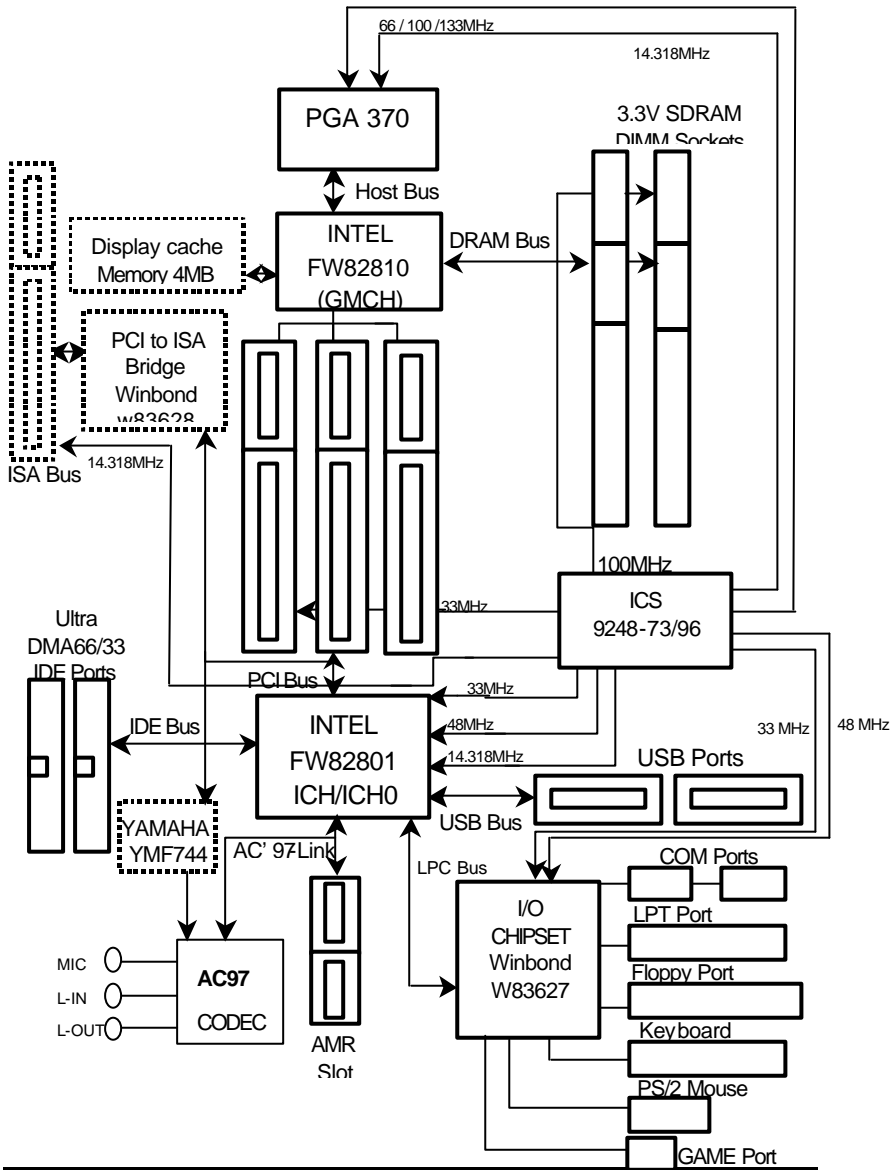 66 / 100 /133MHz
14.318MHz
PGA 370
3.3V SDRAM
DIMM Sockets
Host Bus
INTEL
FW82810
(GMCH)
DRAM Bus
Display cache
Memory 4MB
PCI to ISA
Bridge
Winbond
w83628
ISA Bus
14.318MHz
100MHz
ICS
9248-73/96
33MHz
Ultra
DMA66/33
IDE Ports
PCI Bus
33MHz
IDE Bus
INTEL
FW82801
ICH/ICH0
48MHz
14.318MHz
33 MHz
48 MHz
USB Ports
USB Bus
YAMAHA
YMF744
AC' 97-Link
LPC Bus
COM Ports
I/O
CHIPSET
Winbond
W83627
LPT Port
Floppy Port
Keyboard
PS/2 Mouse
GAME Port
MIC
L-IN
L-OUT
AC97
CODEC
AMR
Slot